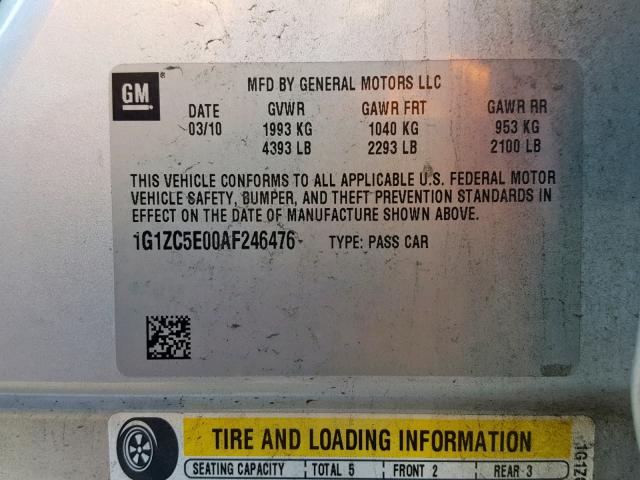 GM®
MFD BY GENERAL MOTORS LLC
DATE GVWR GAWR FRT GAWR RR
03/10 1993 KG 1040 KG 953 KG
4393 LB 2293 LB 2100 LB
THIS VEHICLE CONFORMS TO ALL APPLICABLE U.S. FEDERAL MOTOR
VEHICLE SAFETY, BUMPER, AND THEFT PREVENTION STANDARDS IN
EFFECT ON THE DATE OF MANUFACTURE SHOWN ABOVE.
1G1ZC5E00AF246476 TYPE: PASS CAR
TIRE AND LOADING INFORMATION
SEATING CAPACITY TOTAL 5 FRONT 2 REAR 3